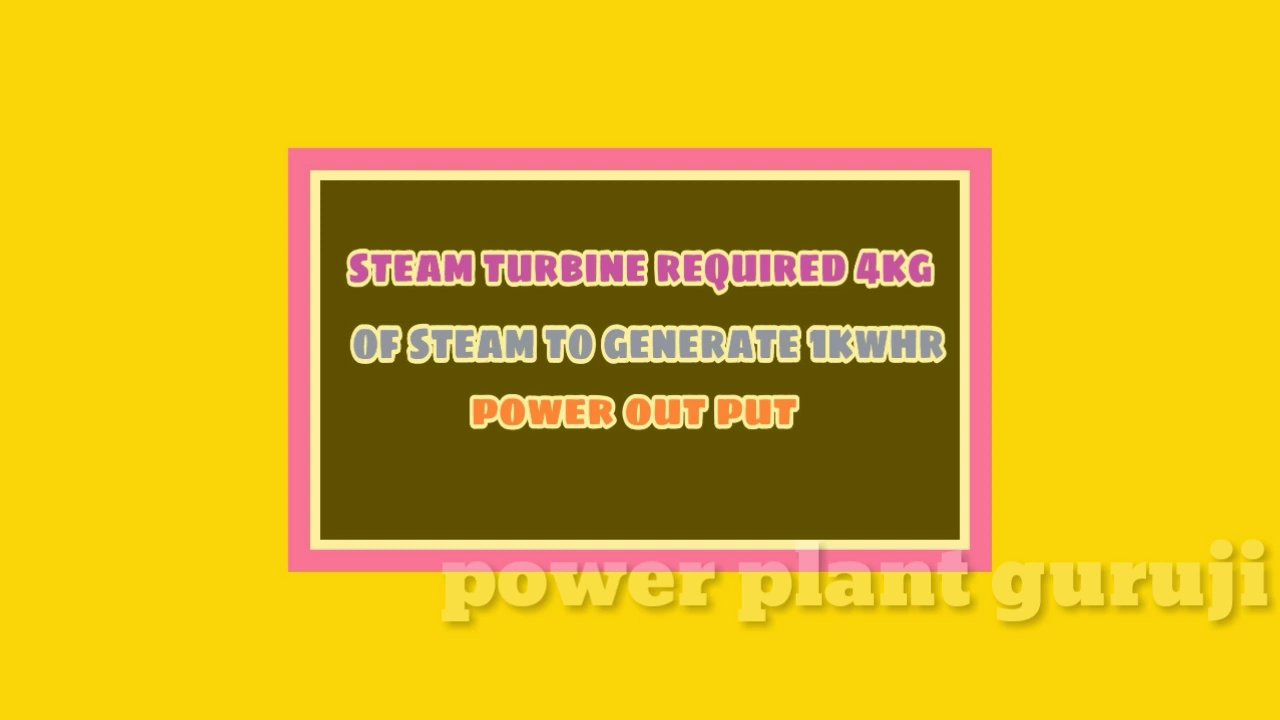 STEAM TURBINE REQUIRED 4KG
OF STEAM TO GENERATE 1KWHR
POWER OUT PUT
power plant guruji